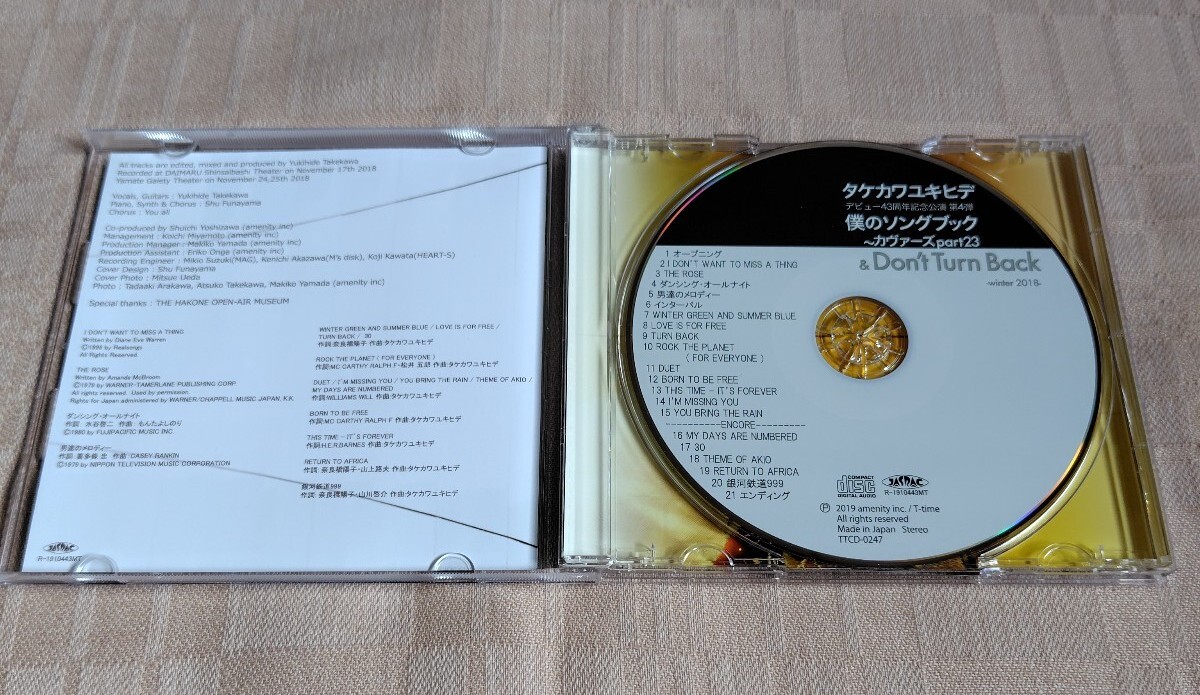 All tracks are edited, mixed and produced by Yukihide Takekawa
Recorded at DAIMARU Shinsaibashi Theater on November 17th 2018
Yamate Gaiety Theater on November 24,25th 2018
Vocals, Guitars : Yukihide Takekawa
Piano, Synth & Chorus : Shu Funayama
Chorus : You all
Co-produced by Shuichi Yoshizawa (amenity inc)
Management : Koichi Miyamoto (amenity inc)
Production Manager : Makiko Yamada (amenity inc)
Production Assistant : Eriko Onga (amenity inc)
Recording Engineer : Mikio Suzuki(MAG), Kenichi Akazawa(M's disk), Koji Kawata(HEART-S)
Cover Design : Shu Funayama
Cover Photo : Mitsue Ueda
Photo : Tadaaki Arakawa, Atsuko Takekawa, Makiko Yamada (amenity inc)
Special thanks : THE HAKONE OPEN-AIR MUSEUM
I DON'T WANT TO MISS A THING
Written by Diane Eve Warren
©1998 by Realsongs
All Rights Reserved.
THE ROSE
Written by Amanda McBroom
©1979 by WARNER-TAMERLANE PUBLISHING CORP.
All rights reserved. Used by permission.
Rights for Japan administered by WARNER/CHAPPELL MUSIC JAPAN, K.K.
ダンシング・オールナイト
作詞 水谷啓二 作曲 もんたよしのり
©1980 by FUJIPACIFIC MUSIC INC.
男達のメロディー
作詞:喜多條 忠 作曲:CASEY RANKIN
©1979 by NIPPON TELEVISION MUSIC CORPORATION
JASRAC
R-1910443MT
WINTER GREEN AND SUMMER BLUE / LOVE IS FOR FREE /
TURN BACK / 30
作詞:奈良橋陽子 作曲:タケカワユキヒデ
ROCK THE PLANET (FOR EVERYONE)
作詞:MC CARTHY RALPH F・松井 五郎 作曲:タケカワユキヒデ
DUET / I'M MISSING YOU / YOU BRING THE RAIN / THEME OF AKIO /
MY DAYS ARE NUMBERED
作詞:WILLIAMS WILL 作曲:タケカワユキヒデ
BORN TO BE FREE
作詞:MC CARTHY RALPH F 作曲:タケカワユキヒデ
THIS TIME - IT'S FOREVER
作詞:H.E.R.BARNES 作曲:タケカワユキヒデ
RETURN TO AFRICA
作詞:奈良橋陽子・山上路夫 作曲:タケカワユキヒデ
銀河鉄道999
作詞:奈良橋陽子・山川啓介 作曲:タケカワユキヒデ
タケカワユキヒデ
デビュー43周年記念公演 第4弾
僕のソングブック
～カヴァーズpart23
& Don't Turn Back
-winter 2018-
1 オープニング
2 I DON'T WANT TO MISS A THING
3 THE ROSE
4 ダンシング・オールナイト
5 男達のメロディー
6 インターバル
7 WINTER GREEN AND SUMMER BLUE
8 LOVE IS FOR FREE
9 TURN BACK
10 ROCK THE PLANET
(FOR EVERYONE)
11 DUET
12 BORN TO BE FREE
13 THIS TIME - IT'S FOREVER
14 I'M MISSING YOU
15 YOU BRING THE RAIN
-----------ENCORE-----------
16 MY DAYS ARE NUMBERED
17 30
18 THEME OF AKIO
19 RETURN TO AFRICA
20 銀河鉄道999
21 エンディング
COMPACT
disc
DIGITAL AUDIO
JASRAC
R-1910443MT
Ⓟ 2019 amenity inc. / T-time
All rights reserved
Made in Japan Stereo
TTCD-0247